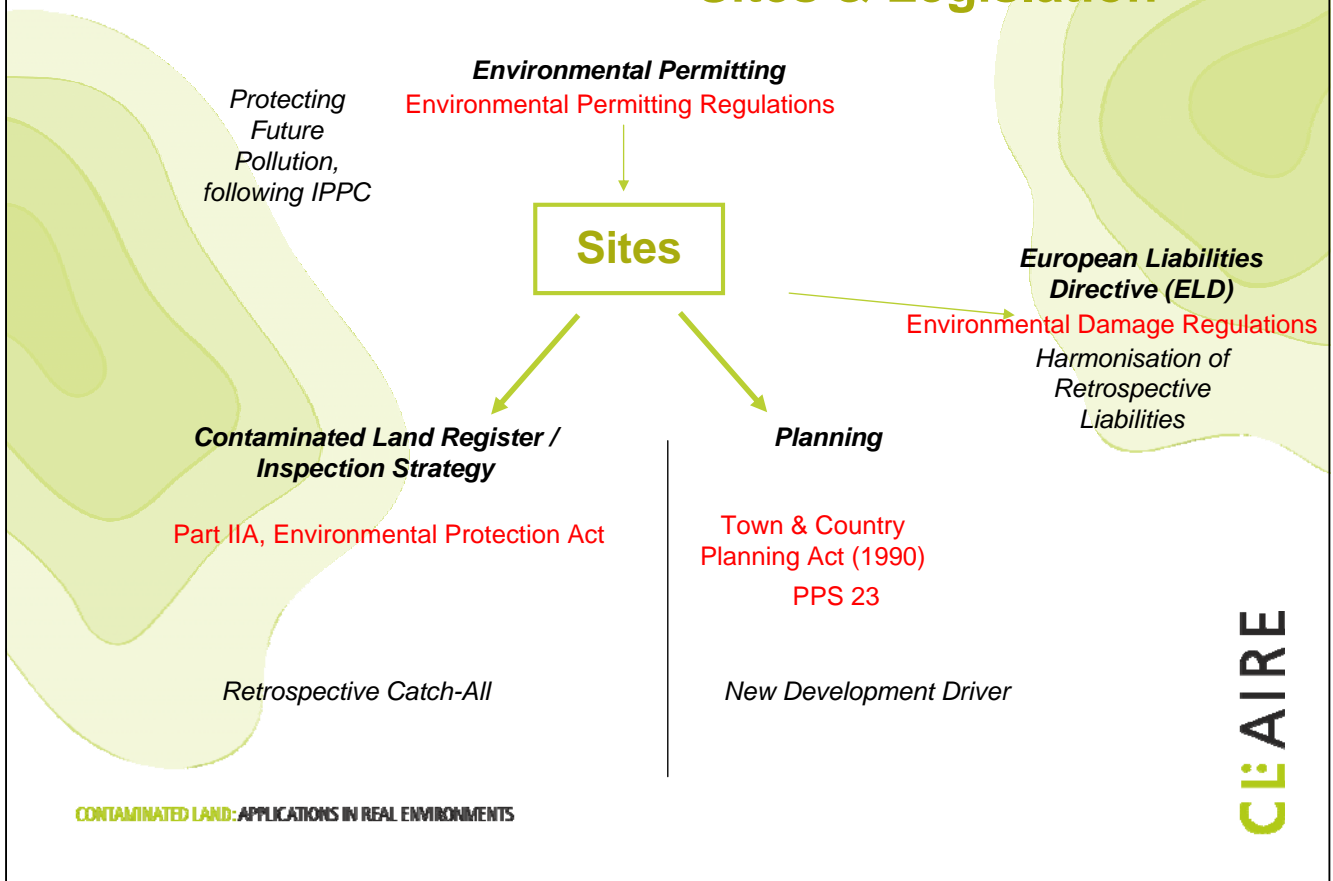 Sites & Legislation
Environmental Permitting
Environmental Permitting Regulations
Protecting
Future
Pollution,
following IPPC
Sites
European Liabilities
Directive (ELD)
Environmental Damage Regulations
Harmonisation of
Retrospective
Liabilities
Contaminated Land Register /
Inspection Strategy
Part IIA, Environmental Protection Act
Retrospective Catch-All
Planning
Town & Country
Planning Act (1990)
PPS 23
New Development Driver
CONTAMINATED LAND: APPLICATIONS IN REAL ENVIRONMENTS
CL:AIRE